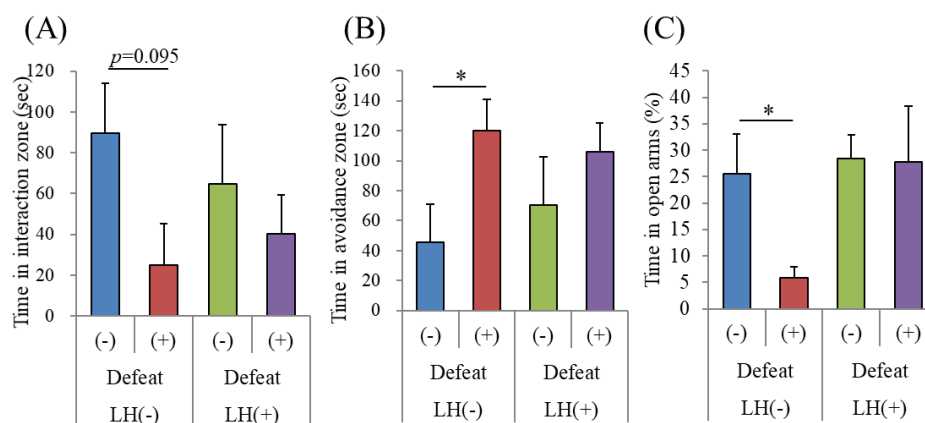 (A)
p=0.095
Time in interaction zone (sec)
120
100
80
60
40
20
0
(-) (+) (-) (+)
Defeat Defeat
LH(-) LH(+)
(B)
*
Time in avoidance zone (sec)
160
140
120
100
80
60
40
20
0
(-) (+) (-) (+)
Defeat Defeat
LH(-) LH(+)
(C)
*
Time in open arms (%)
45
40
35
30
25
20
15
10
5
0
(-) (+) (-) (+)
Defeat Defeat
LH(-) LH(+)